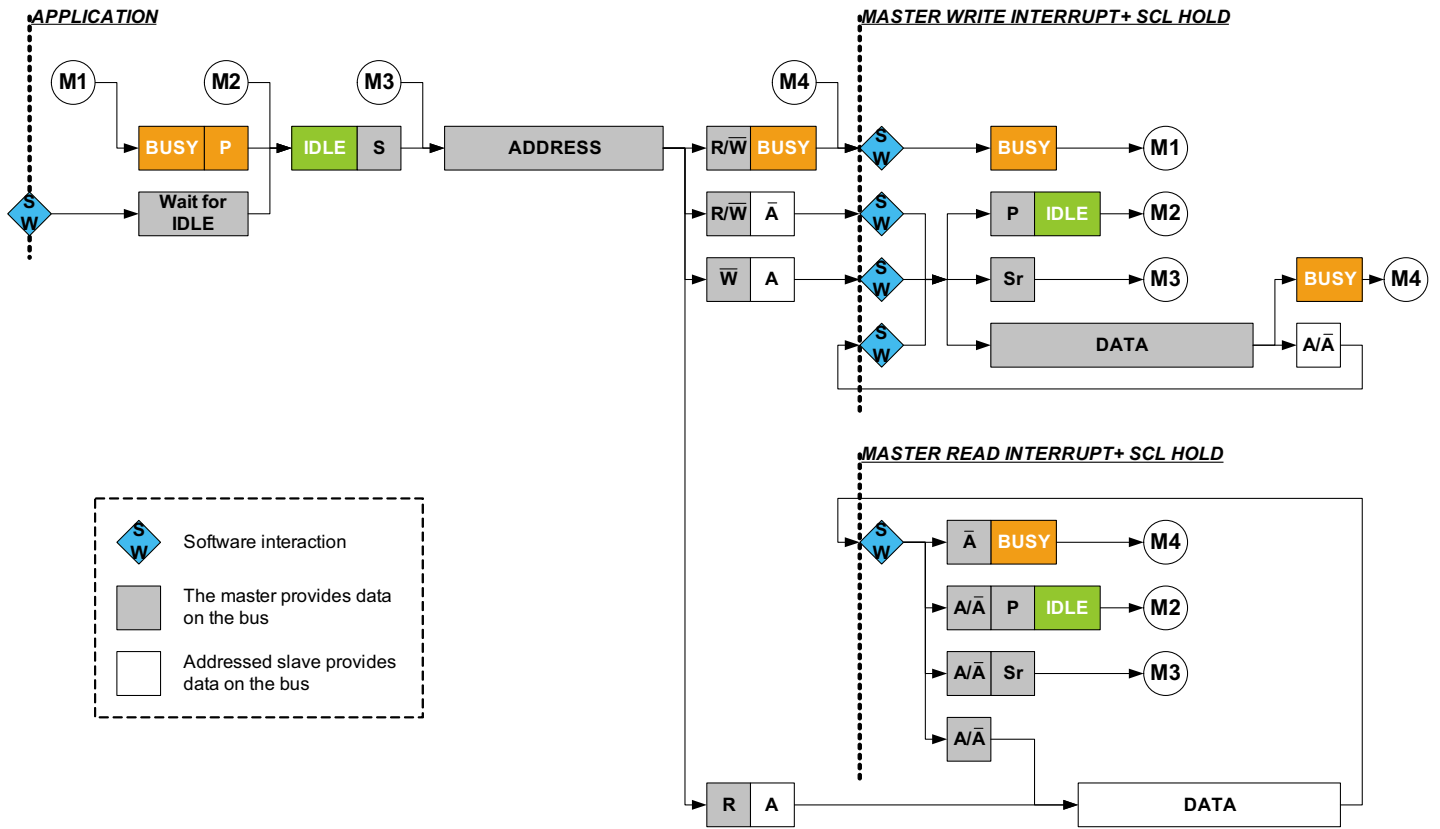 APPLICATION
MASTER WRITE INTERRUPT + SCL HOLD
M1
M2
M3
M4
BUSY P
IDLE S
ADDRESS
R/W̅ BUSY
S
W
BUSY
M1
S
W
Wait for
IDLE
R/W̅ A̅
S
W
P IDLE
M2
W̅ A
S
W
Sr
M3
BUSY
M4
S
W
DATA
A/A̅
MASTER READ INTERRUPT + SCL HOLD
S
W
A̅ BUSY
M4
A/A̅ P IDLE
M2
A/A̅ Sr
M3
A/A̅
R A
DATA
S
W
Software interaction
The master provides data
on the bus
Addressed slave provides
data on the bus